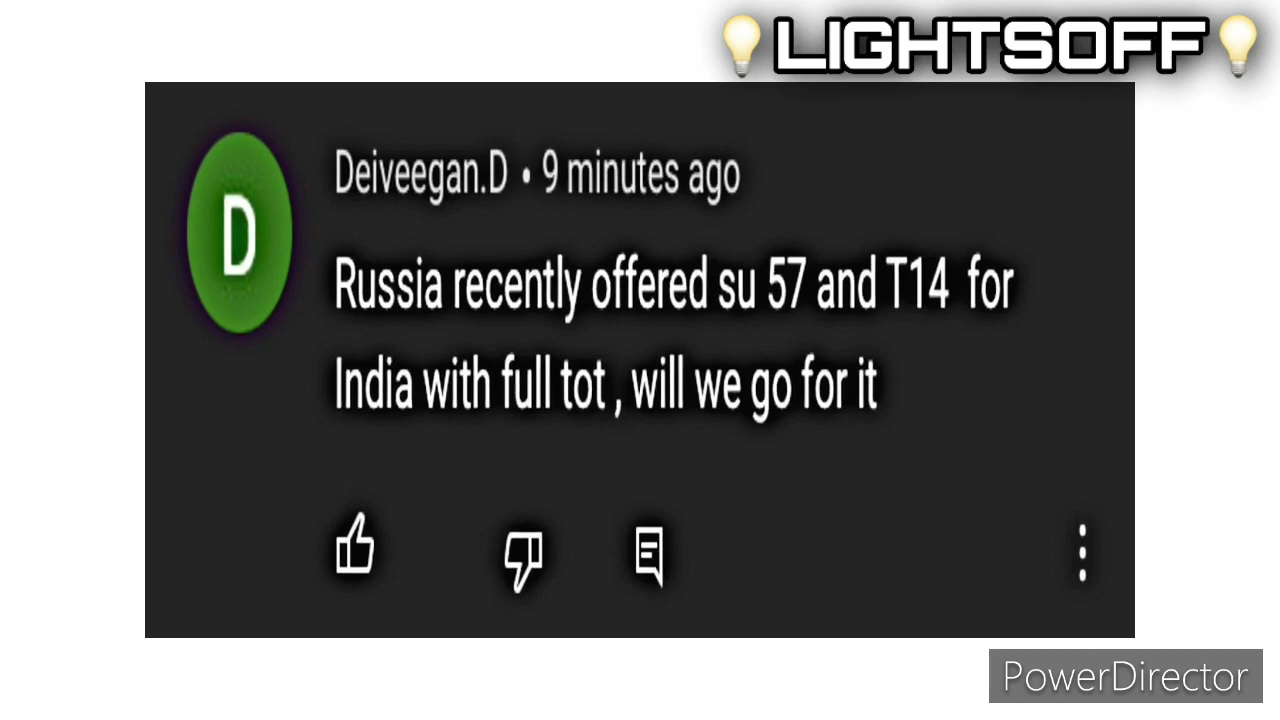 LIGHTSOFF
Deiveegan.D • 9 minutes ago
D
Russia recently offered su 57 and T14 for
India with full tot , will we go for it
PowerDirector